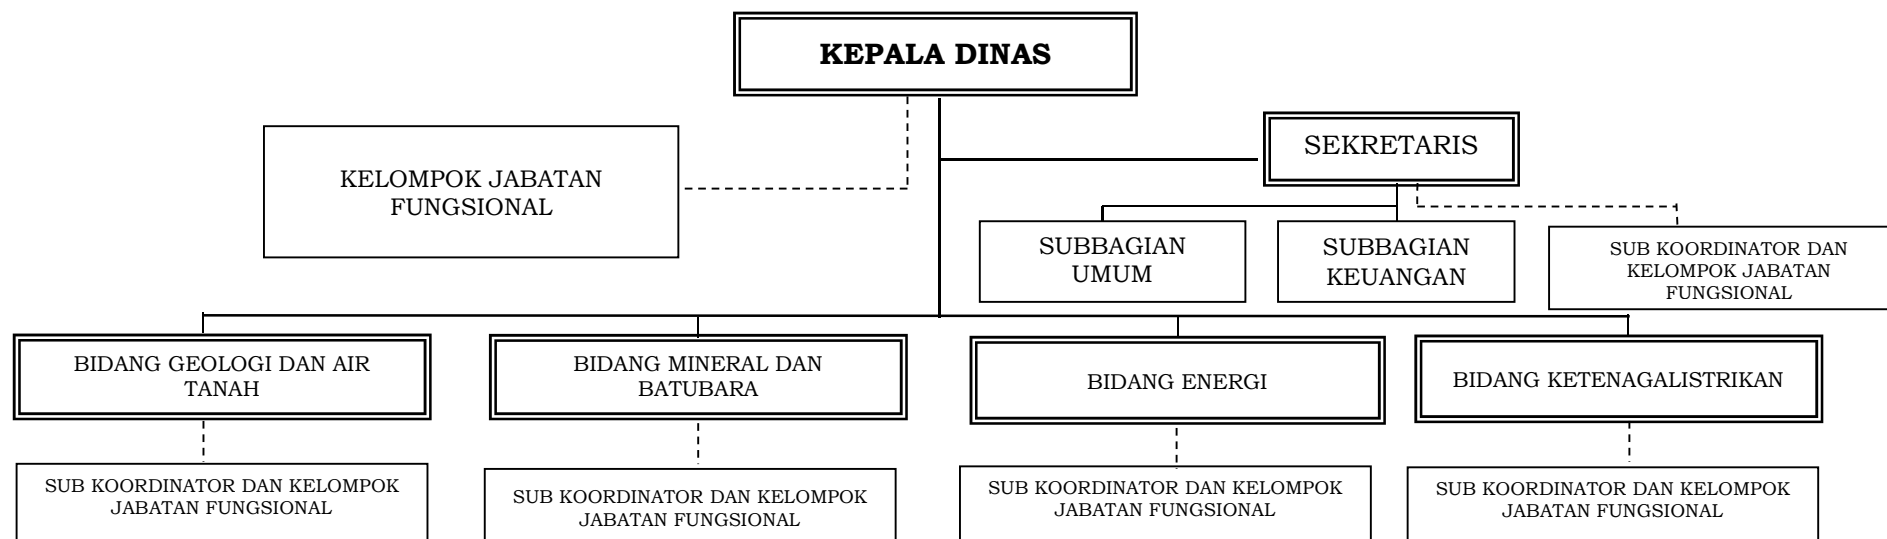 KEPALA DINAS
SEKRETARIS
KELOMPOK JABATAN
FUNGSIONAL
SUBBAGIAN
UMUM
SUBBAGIAN
KEUANGAN
SUB KOORDINATOR DAN
KELOMPOK JABATAN
FUNGSIONAL
BIDANG GEOLOGI DAN AIR
TANAH
BIDANG MINERAL DAN
BATUBARA
BIDANG ENERGI
BIDANG KETENAGALISTRIKAN
SUB KOORDINATOR DAN KELOMPOK
JABATAN FUNGSIONAL
SUB KOORDINATOR DAN KELOMPOK
JABATAN FUNGSIONAL
SUB KOORDINATOR DAN KELOMPOK
JABATAN FUNGSIONAL
SUB KOORDINATOR DAN KELOMPOK
JABATAN FUNGSIONAL